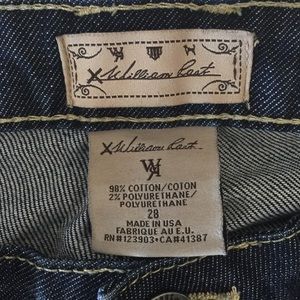 William Rast
William Rast
98% COTTON/COTON
2% POLYURETHANE/
POLYURETHANE
28
MADE IN USA
FABRIQUE AU E.U.
RN#123903•CA#41387